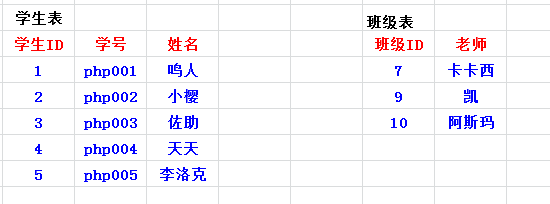 学生表 班级表
学生ID 学号 姓名 班级ID 老师
1 php001 鸣人 7 卡卡西
2 php002 小樱 9 凯
3 php003 佐助 10 阿斯玛
4 php004 天天
5 php005 李洛克